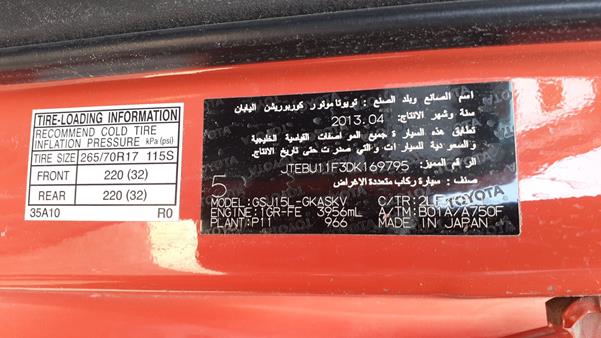 TIRE-LOADING INFORMATION
RECOMMEND COLD TIRE
INFLATION PRESSURE kPa (psi)
TIRE SIZE 265/70R17 115S
FRONT 220 (32)
REAR 220 (32)
35A10 R0
اسم الصانع وبلد الصنع : تويوتا موتور كوربوريشن اليابان
سنة وشهر الإنتاج: 2013.04
تطابق هذه السيارة جميع المواصفات القياسية الخليجية
والسعودية للسيارات والتي صدرت حتى تاريخ الإنتاج.
الرقم المميز: JTEBU11F3DK169795
صنف : سيارة ركاب متعددة الأغراض
5
MODEL:GSJ15L-GKASKV C/TR:2LF
TOYOTA
ENGINE:1GR-FE 3956mL A/TM:B01A/A750F
PLANT:P11 966 MADE IN JAPAN